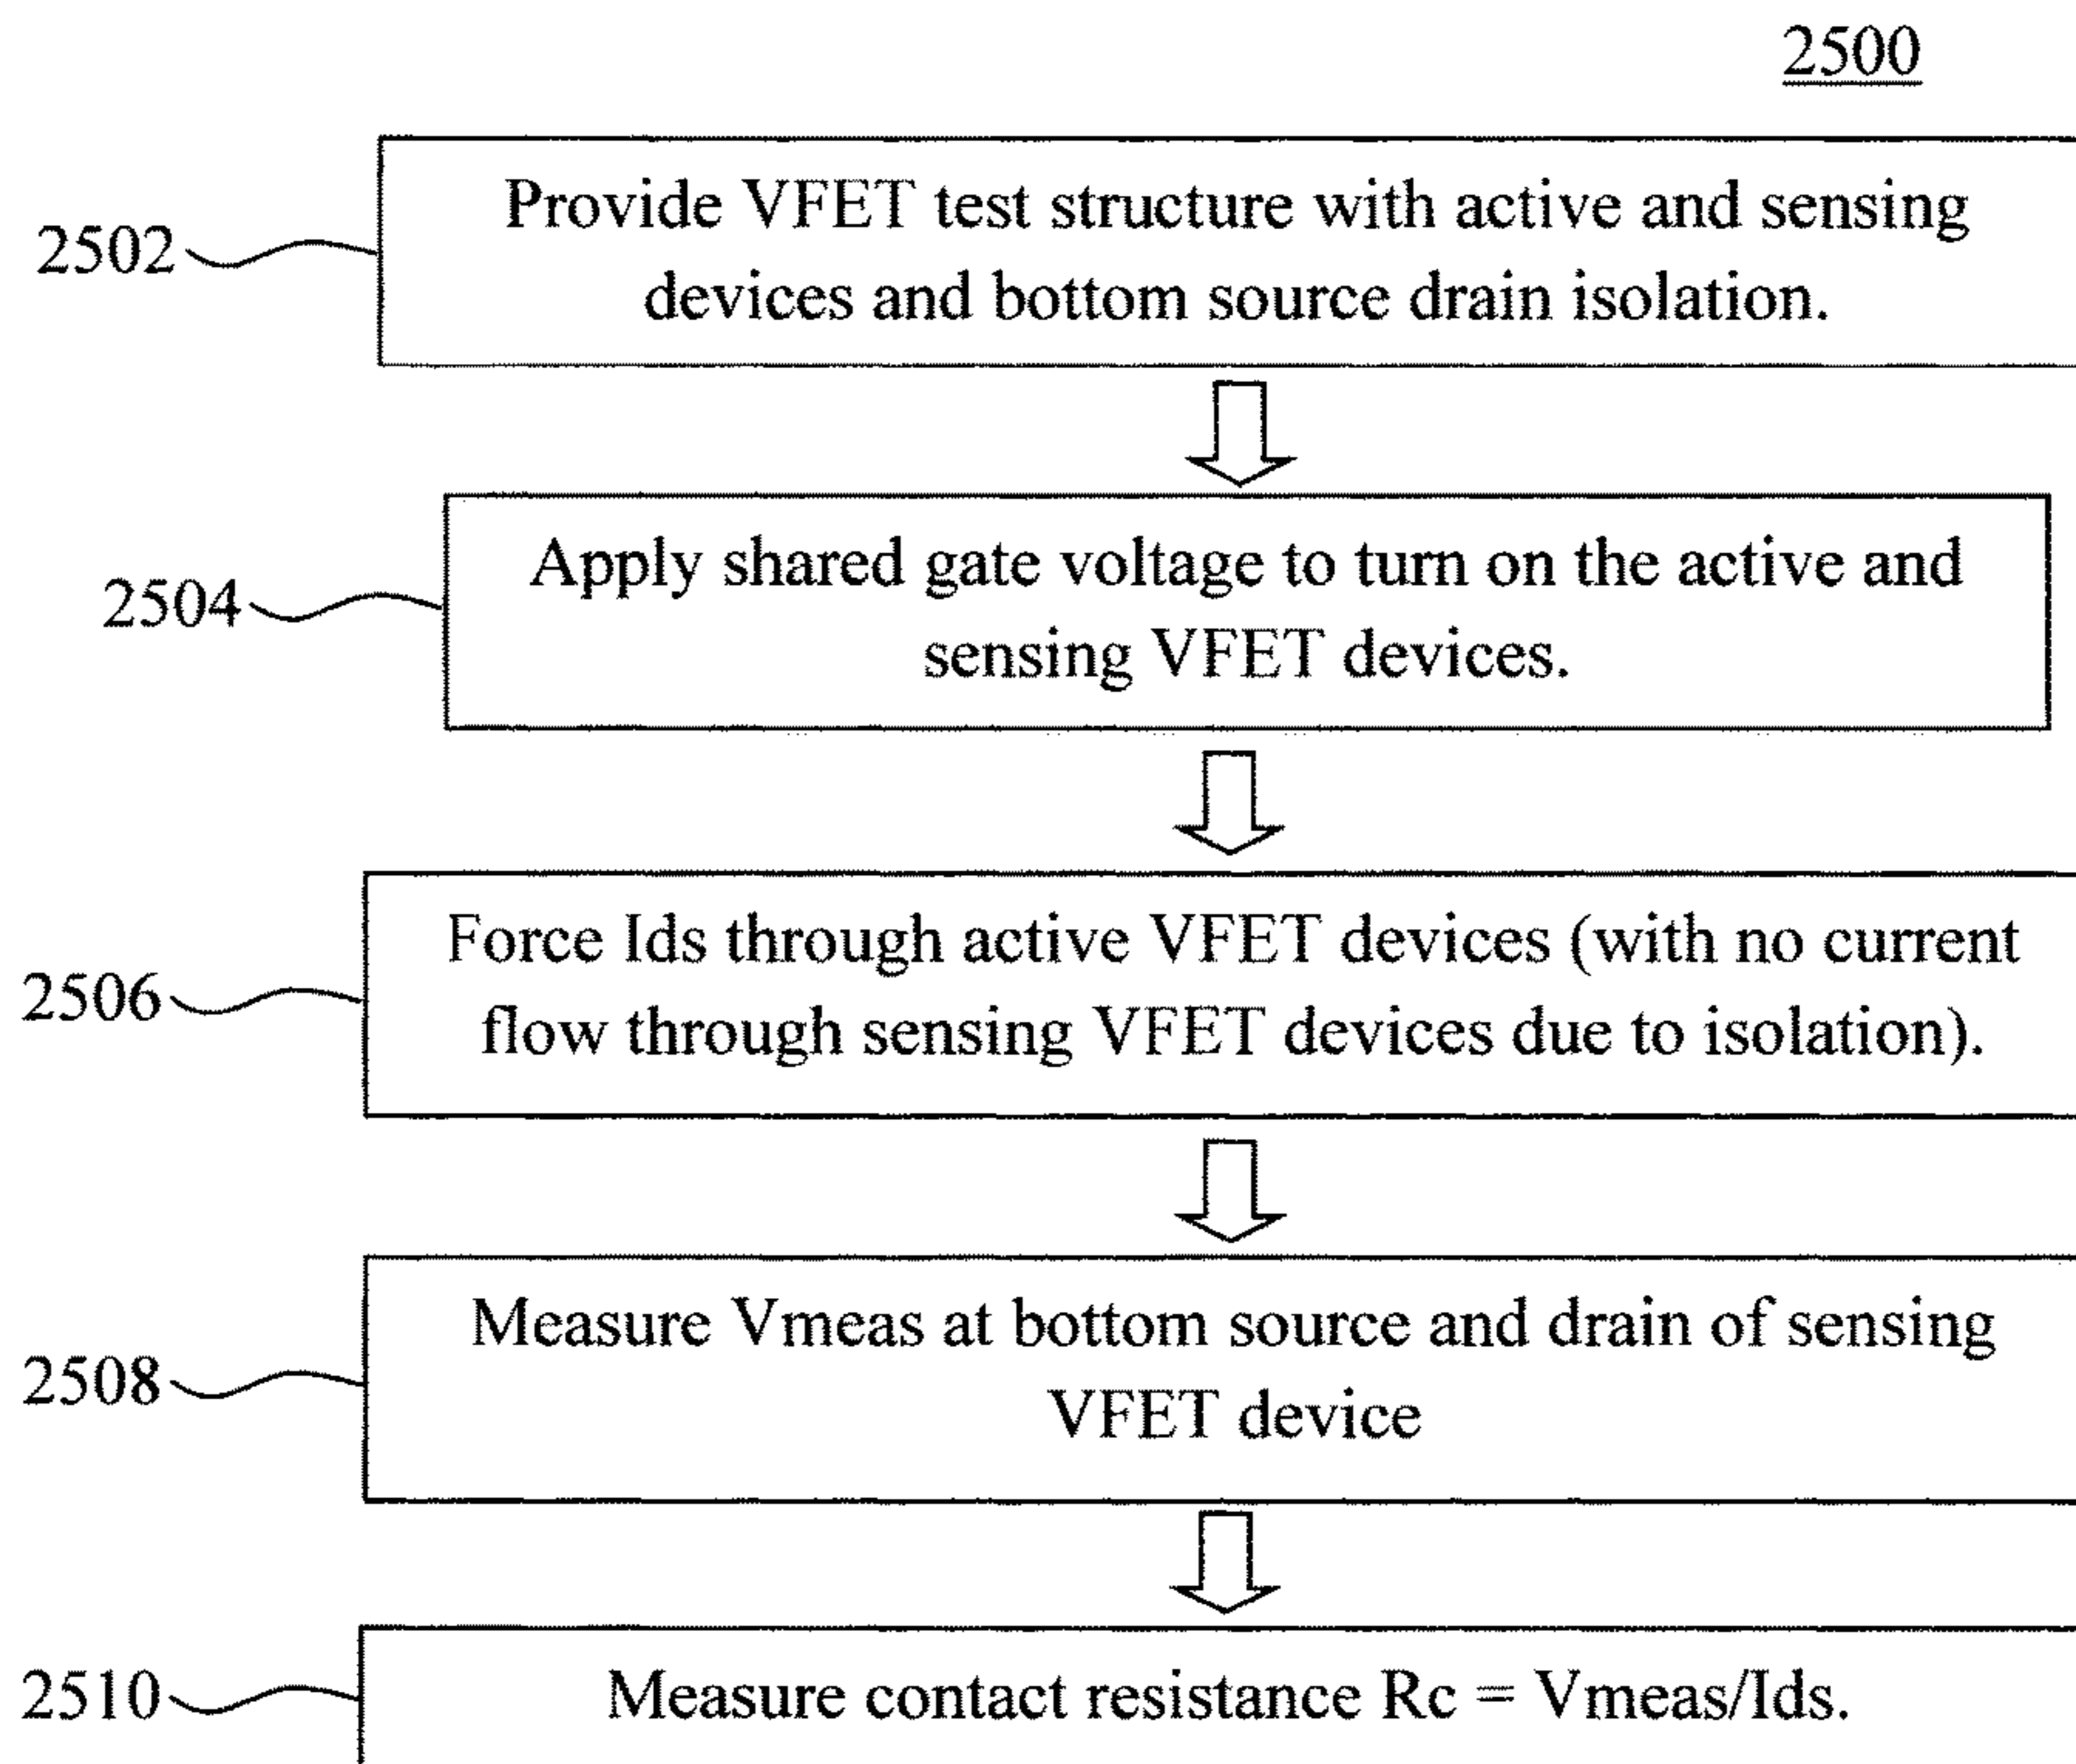 2500
2502
Provide VFET test structure with active and sensing
devices and bottom source drain isolation.
2504
Apply shared gate voltage to turn on the active and
sensing VFET devices.
2506
Force Ids through active VFET devices (with no current
flow through sensing VFET devices due to isolation).
2508
Measure Vmeas at bottom source and drain of sensing
VFET device
2510
Measure contact resistance Rc = Vmeas/Ids.